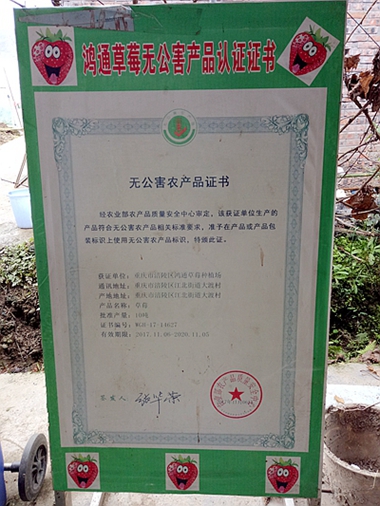 鸿通草莓无公害产品认证证书
无公害农产品证书
经农业部农产品质量安全中心审定，该获证单位生产的
产品符合无公害农产品相关标准要求，准于在产品或产品包
装标识上使用无公害农产品标识，特颁此证。
获证单位：重庆市涪陵区鸿通草莓种植场
通讯地址：重庆市涪陵区江北街道大渡村
产地地址：重庆市涪陵区江北街道大渡村
产品名称：草莓
批准产量：10吨
证书编号：WGH-17-14627
有效期限：2017.11.06-2020.11.05
签发人